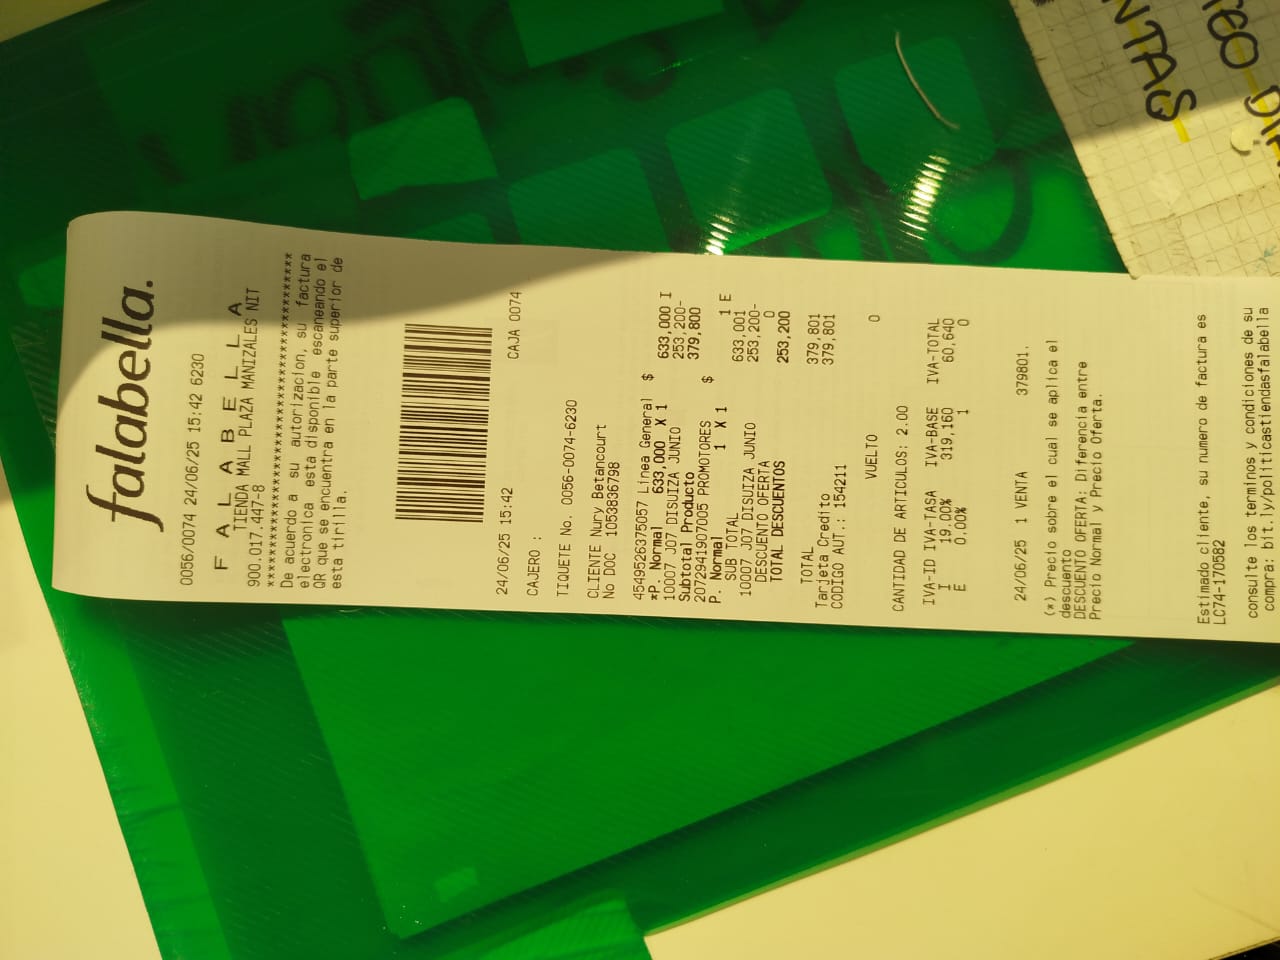 falabella.
0056/0074 24/06/25 15:42 6230
F A L A B E L L A
TIENDA MALL PLAZA MANIZALES NIT
900.017.447-8
******************************************
De acuerdo a su autorizacion, su factura
electronica esta disponible escaneando el
QR que se encuentra en la parte superior de
esta tirilla.
24/06/25 15:42 CAJA 0074
CAJERO :
TIQUETE No. 0056-0074-6230
CLIENTE Nury Betancourt
No DOC 1053836798
4549526375057 Linea General $ 633,000 I
*P. Normal 633,000 X 1
10007 J07 DISUIZA JUNIO 253,200-
Subtotal Producto 379,800
2072941907005 PROMOTORES $ 1 E
P. Normal 1 X 1
SUB TOTAL 633,001
10007 J07 DISUIZA JUNIO 253,200-
DESCUENTO OFERTA 0
TOTAL DESCUENTOS 253,200
TOTAL 379,801
Tarjeta Credito 379,801
CODIGO AUT.: 154211
VUELTO 0
CANTIDAD DE ARTICULOS: 2.00
IVA-ID IVA-TASA IVA-BASE IVA-TOTAL
I 19.00% 319,160 60,640
E 0.00% 1 0
24/06/25 1 VENTA 379801.
(*) Precio sobre el cual se aplica el
descuento
DESCUENTO OFERTA: Diferencia entre
Precio Normal y Precio Oferta.
Estimado cliente, su numero de factura es
LC74-170582
consulte los terminos y condiciones de su
compra: bit.ly/politicastiendasfalabella